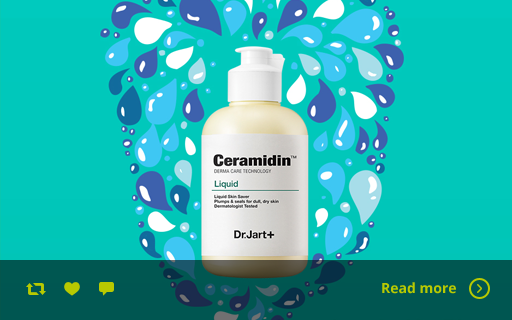 Ceramidin™
DERMA CARE TECHNOLOGY
Liquid
Liquid Skin Saver
Plumps & seals for dull, dry skin
Dermatologist Tested
Dr.Jart+
Read more